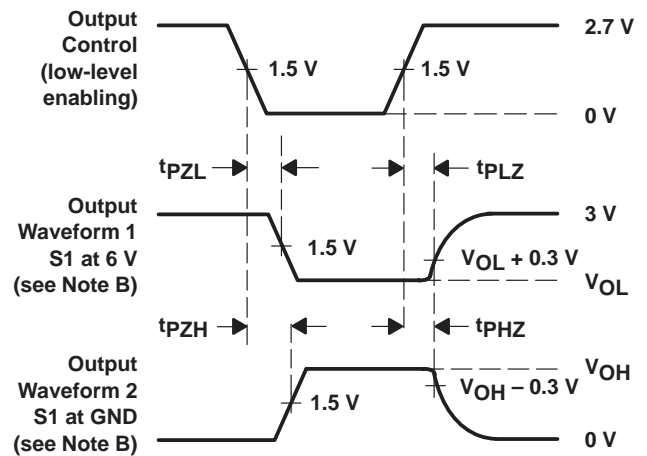 Output
Control
(low-level
enabling)
2.7 V
1.5 V
1.5 V
0 V
tPZL
tPLZ
Output
Waveform 1
S1 at 6 V
(see Note B)
3 V
1.5 V
VOL + 0.3 V
VOL
tPZH
tPHZ
Output
Waveform 2
S1 at GND
(see Note B)
VOH
VOH – 0.3 V
1.5 V
0 V